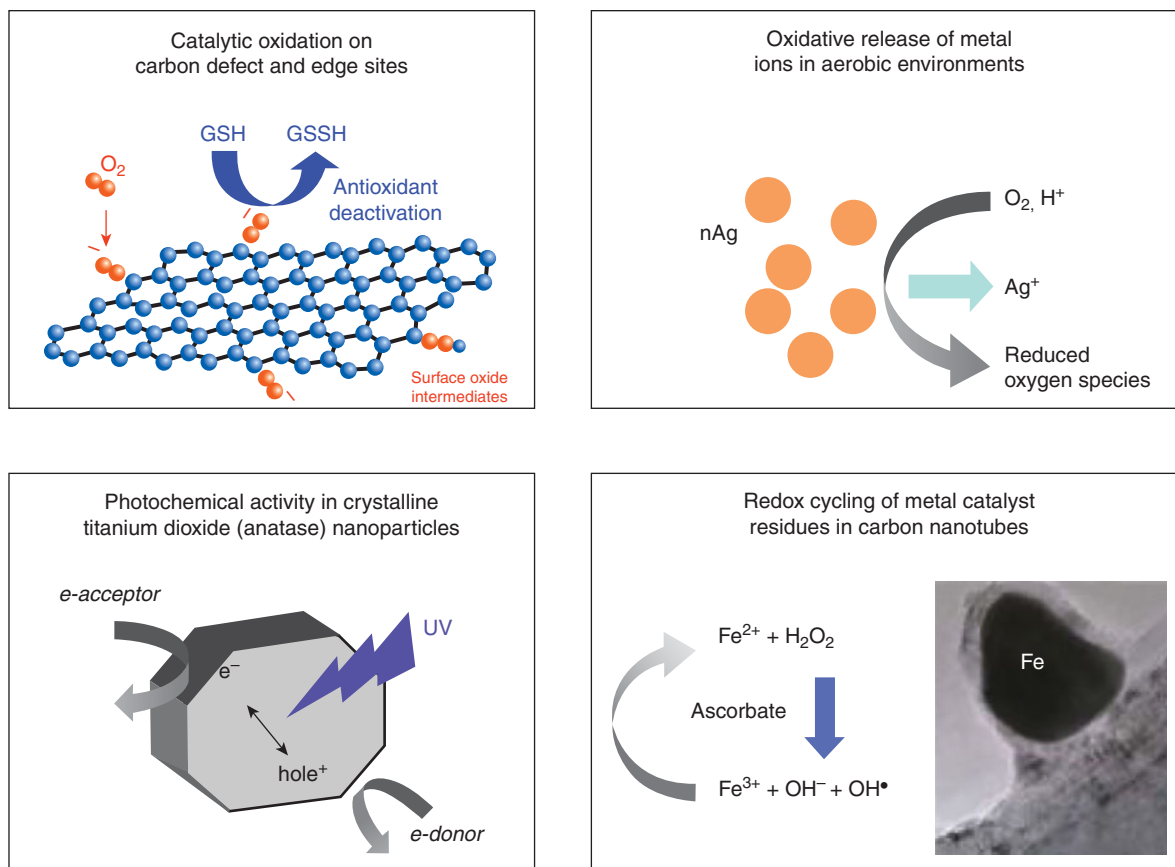 Catalytic oxidation on
carbon defect and edge sites
GSH GSSH
O₂
Antioxidant
deactivation
Surface oxide
intermediates
Oxidative release of metal
ions in aerobic environments
nAg
O₂, H⁺
Ag⁺
Reduced
oxygen species
Photochemical activity in crystalline
titanium dioxide (anatase) nanoparticles
e-acceptor
UV
e⁻
hole⁺
e-donor
Redox cycling of metal catalyst
residues in carbon nanotubes
Fe²⁺ + H₂O₂
Ascorbate
Fe³⁺ + OH⁻ + OH•
Fe